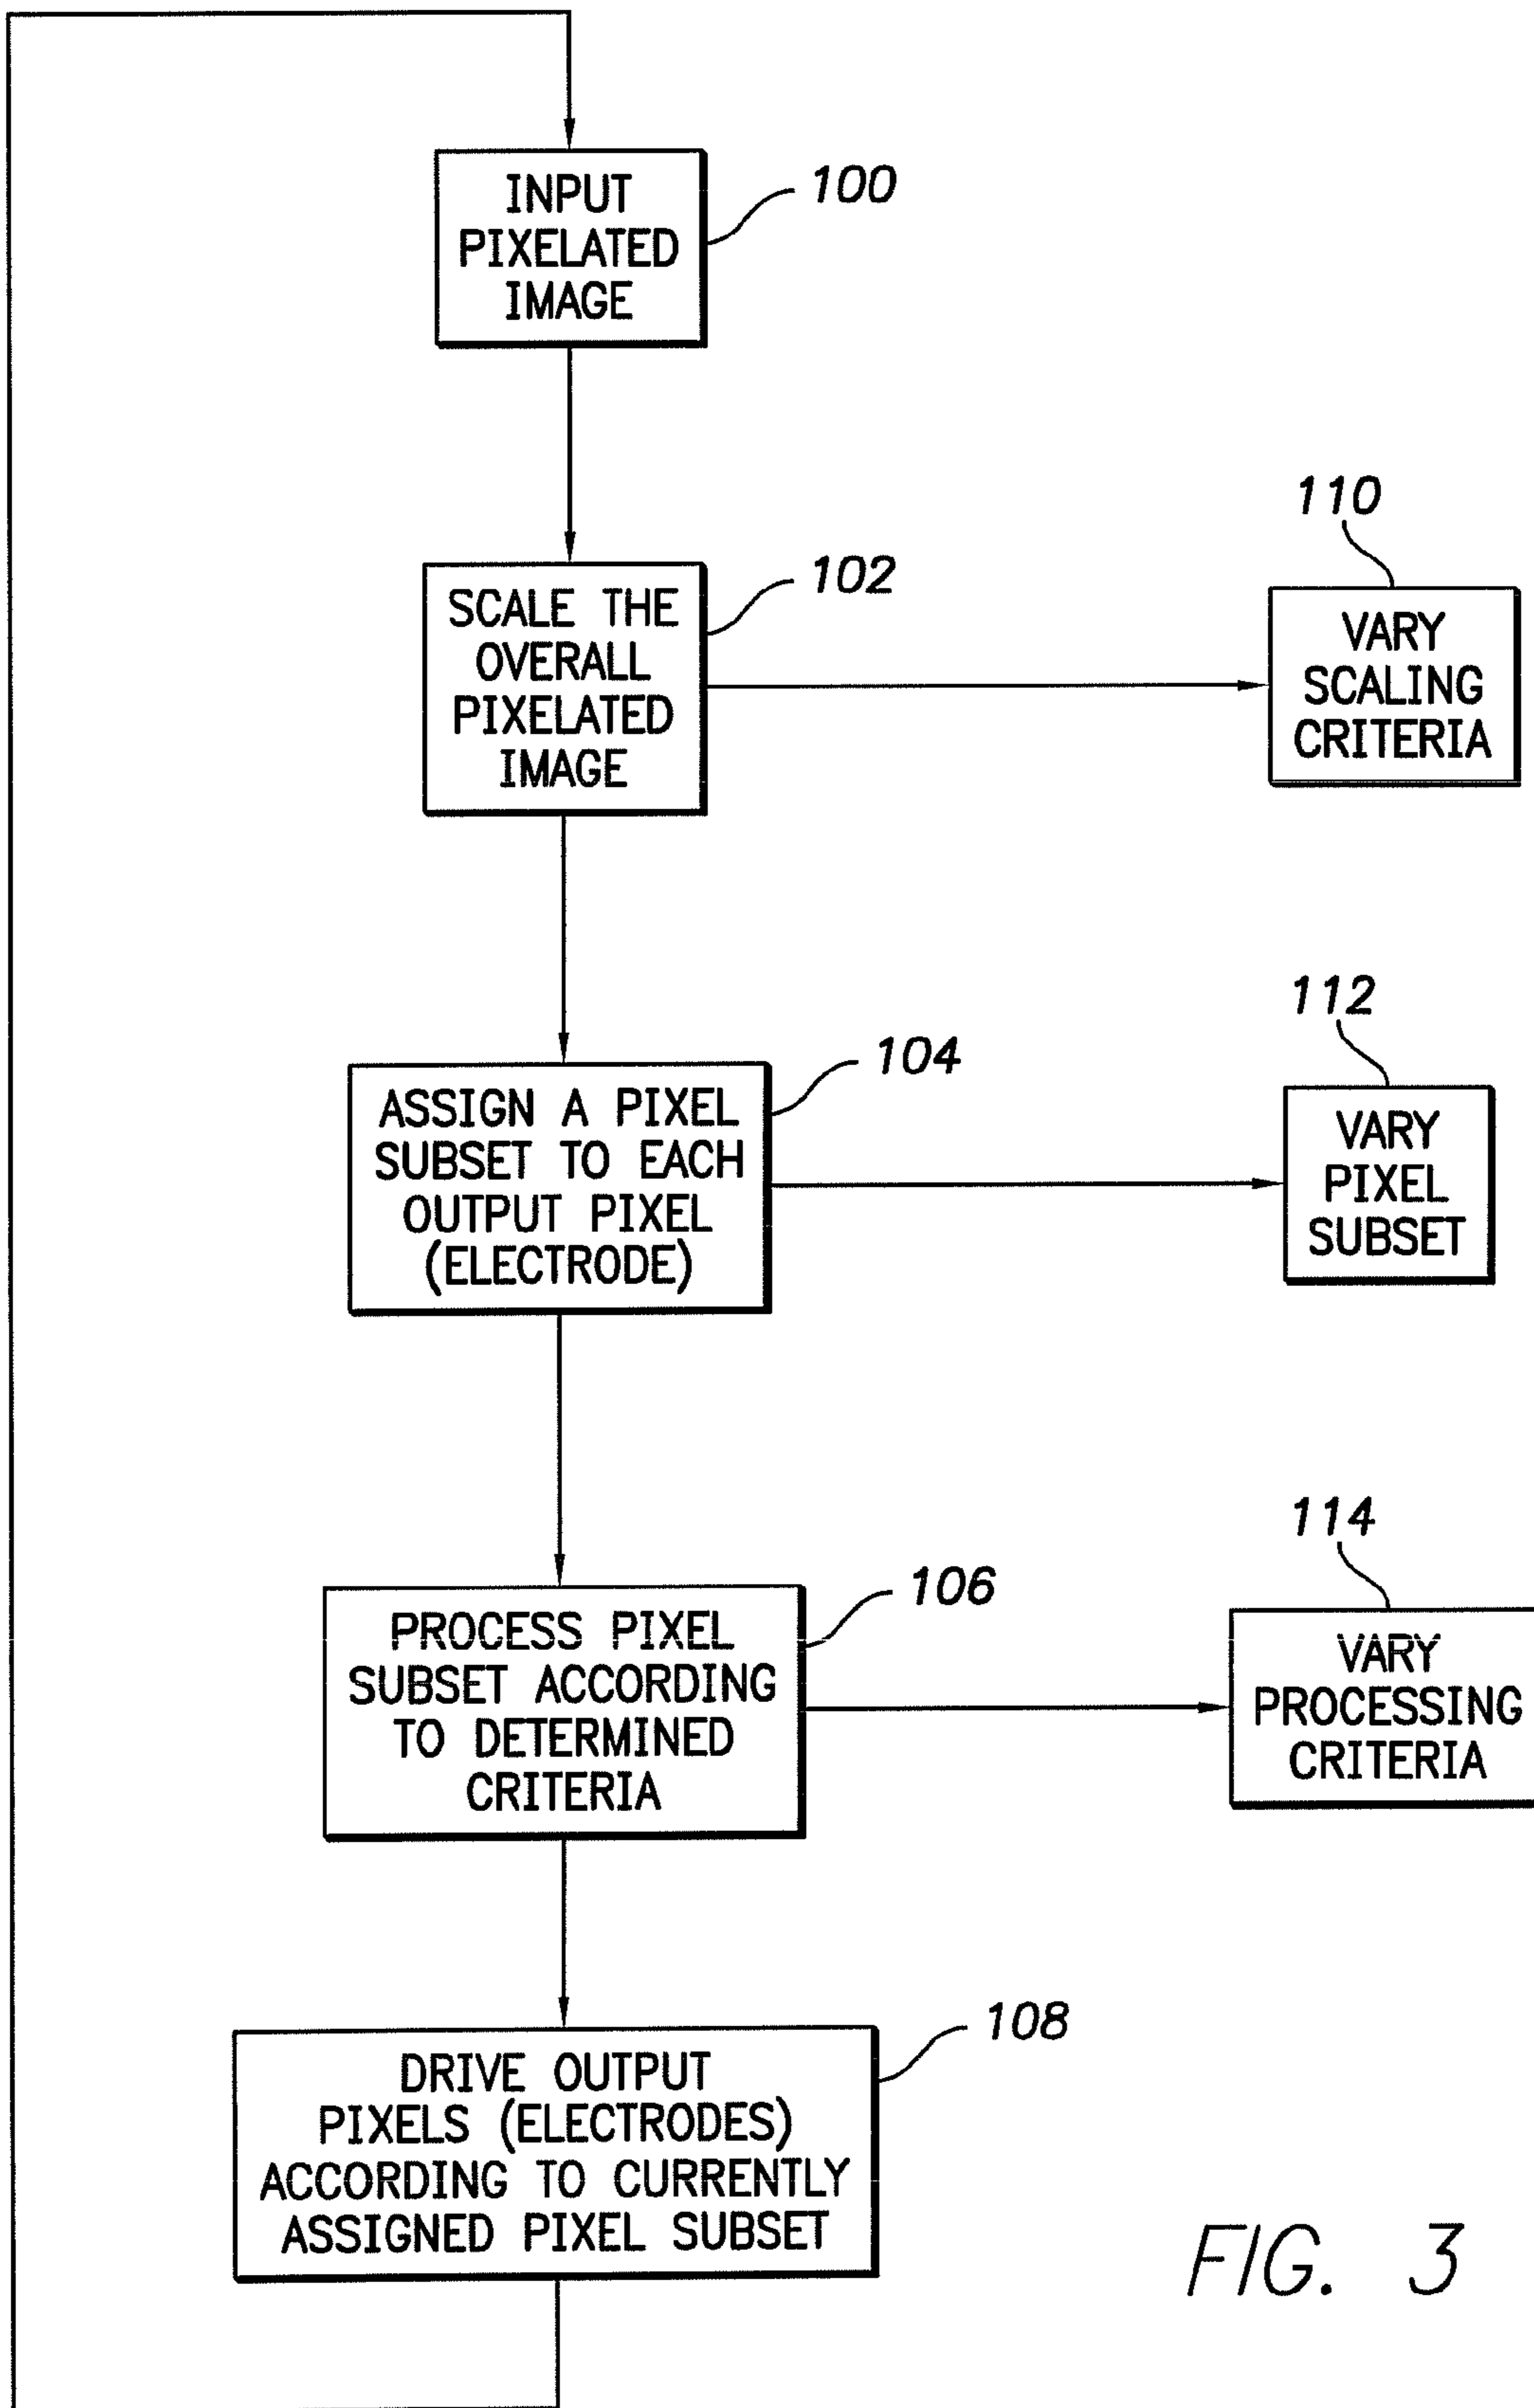 100
INPUT
PIXELATED
IMAGE
110
102
SCALE THE
OVERALL
PIXELATED
IMAGE
VARY
SCALING
CRITERIA
112
104
ASSIGN A PIXEL
SUBSET TO EACH
OUTPUT PIXEL
(ELECTRODE)
VARY
PIXEL
SUBSET
114
106
PROCESS PIXEL
SUBSET ACCORDING
TO DETERMINED
CRITERIA
VARY
PROCESSING
CRITERIA
108
DRIVE OUTPUT
PIXELS (ELECTRODES)
ACCORDING TO CURRENTLY
ASSIGNED PIXEL SUBSET
FIG. 3